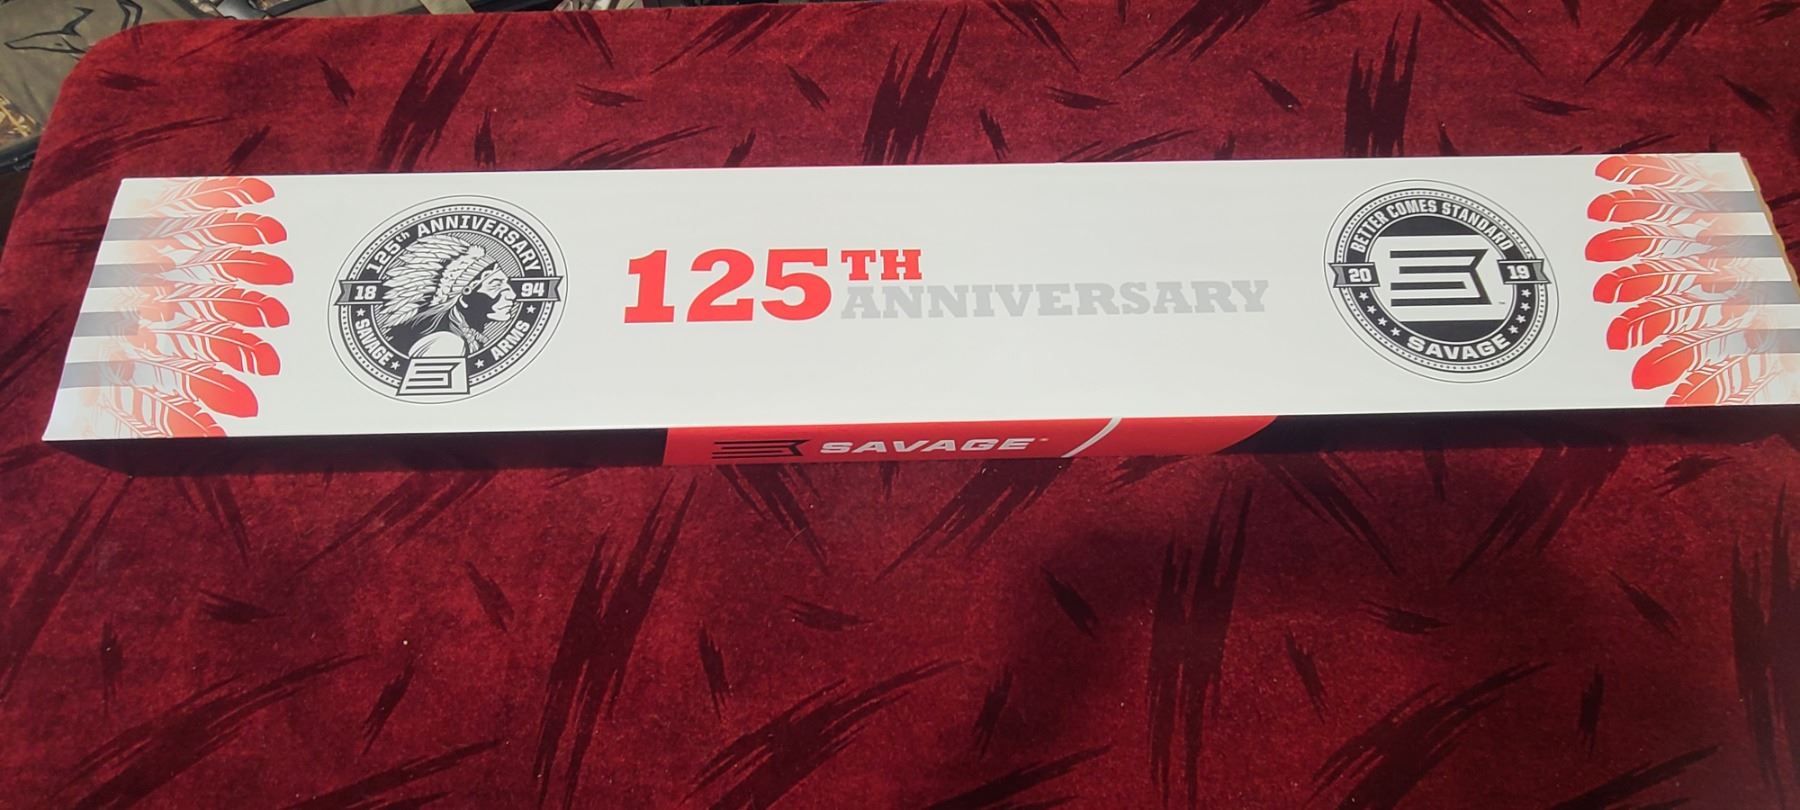 125th ANNIVERSARY
18 94
SAVAGE ARMS
125TH
ANNIVERSARY
BETTER COMES STANDARD
20 19
SAVAGE
SAVAGE